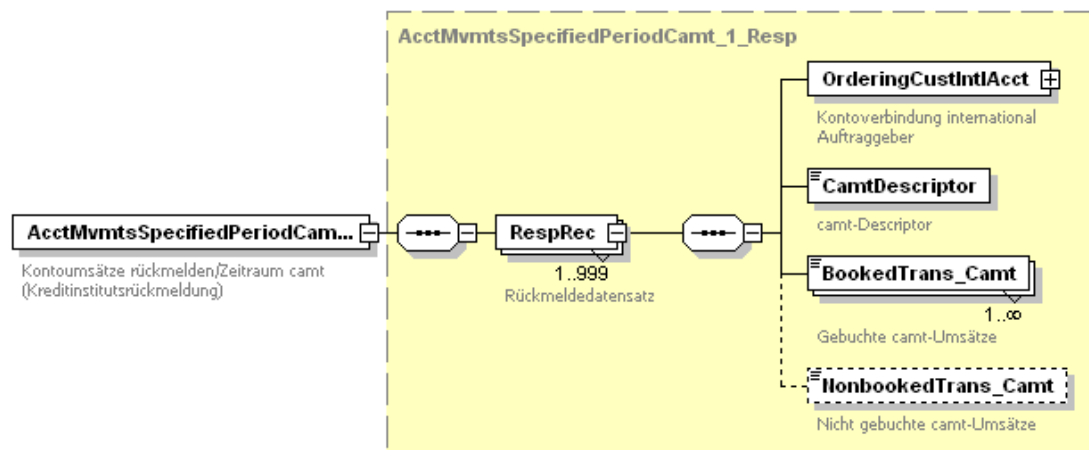 AcctMvmtsSpecifiedPeriodCamt_1_Resp
OrderingCustIntlAcct
Kontoverbindung international
Auftraggeber
CamtDescriptor
camt-Descriptor
AcctMvmtsSpecifiedPeriodCam...
Kontoumsätze rückmelden/Zeitraum camt
(Kreditinstitutsrückmeldung)
RespRec
1..999
Rückmeldedatensatz
BookedTrans_Camt
1..∞
Gebuchte camt-Umsätze
NonbookedTrans_Camt
Nicht gebuchte camt-Umsätze